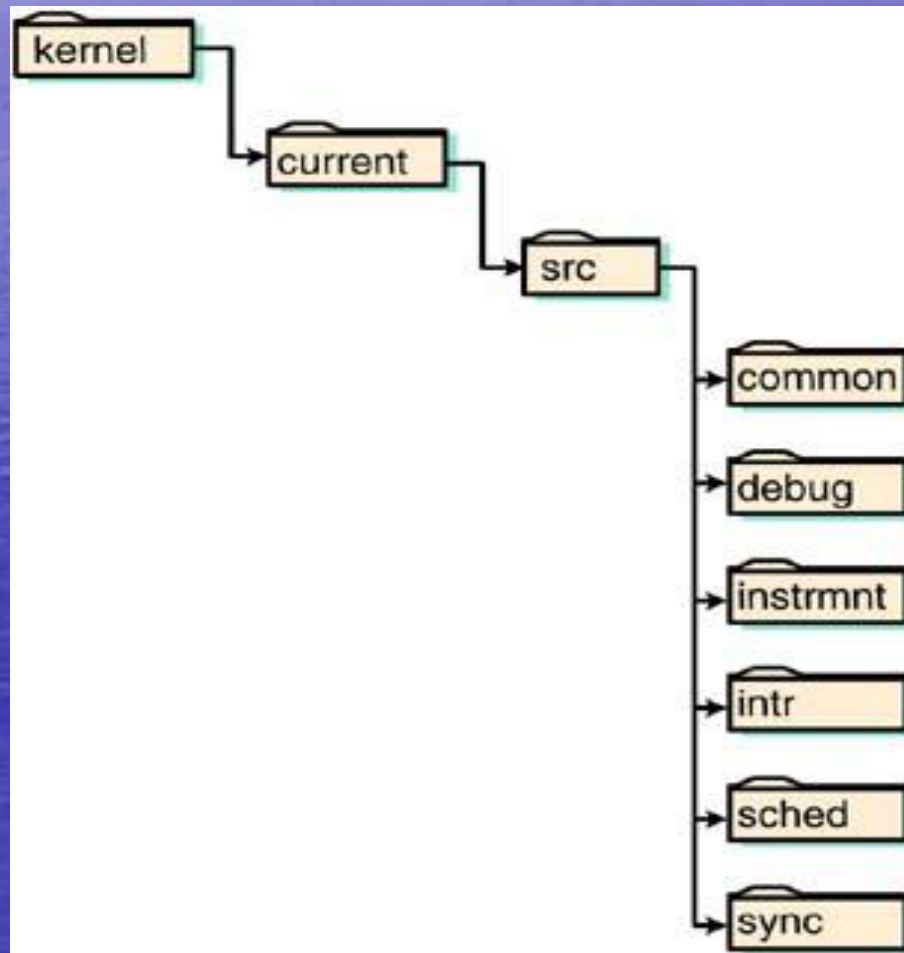 kernel
current
src
common
debug
instrmnt
intr
sched
sync